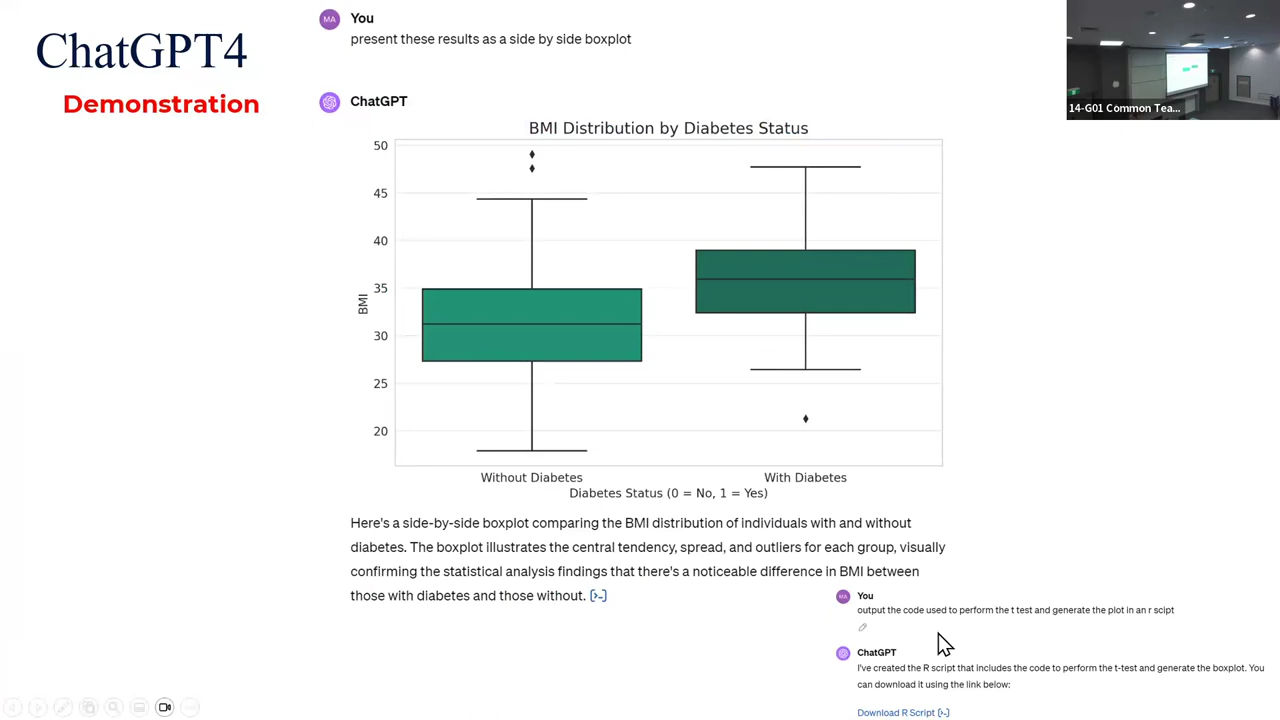 ChatGPT4
Demonstration
MA
You
present these results as a side by side boxplot
ChatGPT
BMI Distribution by Diabetes Status
50
45
40
35
30
25
20
BMI
Without Diabetes
With Diabetes
Diabetes Status (0 = No, 1 = Yes)
Here's a side-by-side boxplot comparing the BMI distribution of individuals with and without
diabetes. The boxplot illustrates the central tendency, spread, and outliers for each group, visually
confirming the statistical analysis findings that there's a noticeable difference in BMI between
those with diabetes and those without. [>-]
MA
You
output the code used to perform the t test and generate the plot in an r scipt
ChatGPT
I've created the R script that includes the code to perform the t-test and generate the boxplot. You
can download it using the link below:
Download R Script [>-]
14-G01 Common Tea...